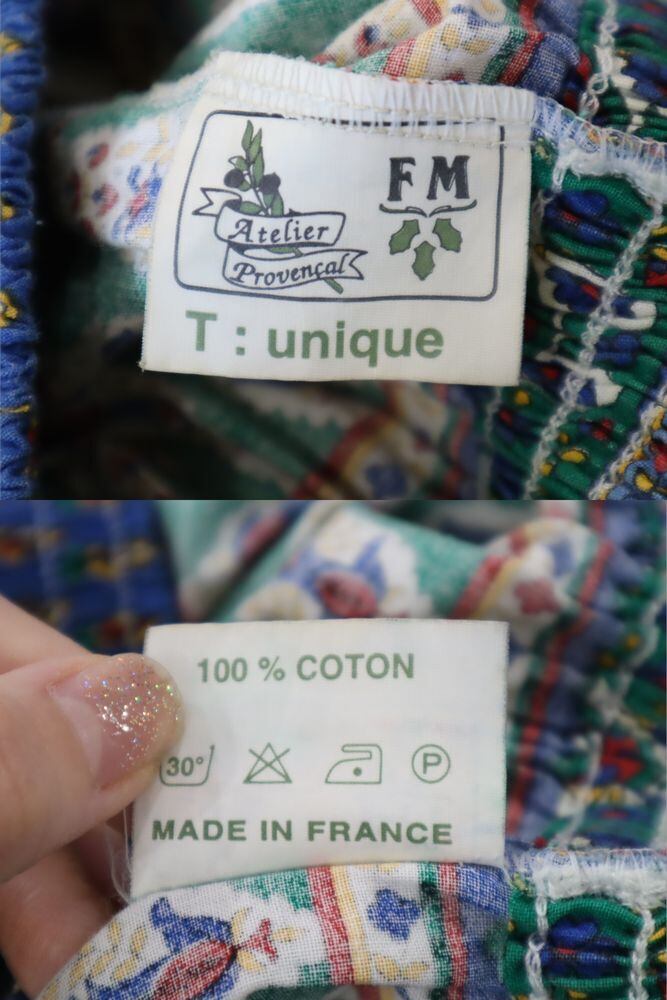 FM
Atelier
Provençal
T : unique
100 % COTON
30° P
MADE IN FRANCE